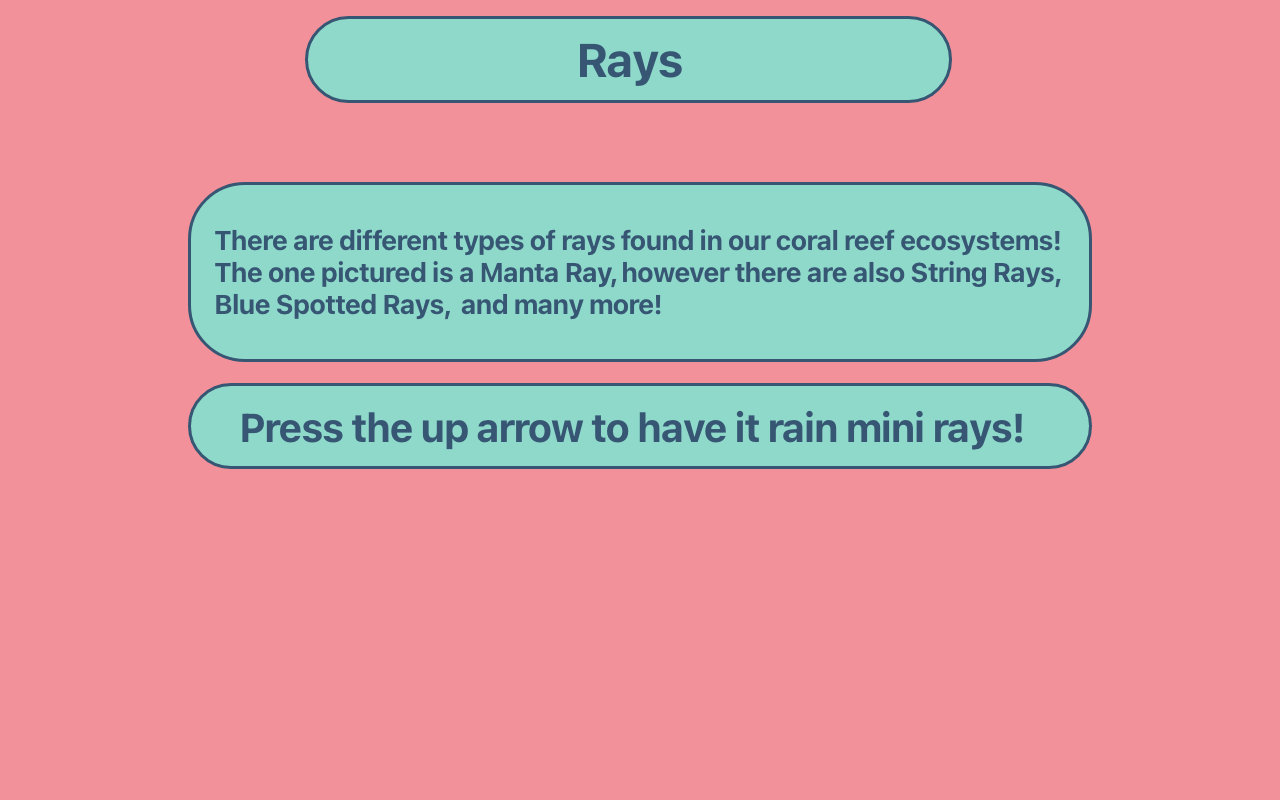 Rays
There are different types of rays found in our coral reef ecosystems!
The one pictured is a Manta Ray, however there are also String Rays,
Blue Spotted Rays,  and many more!
Press the up arrow to have it rain mini rays!